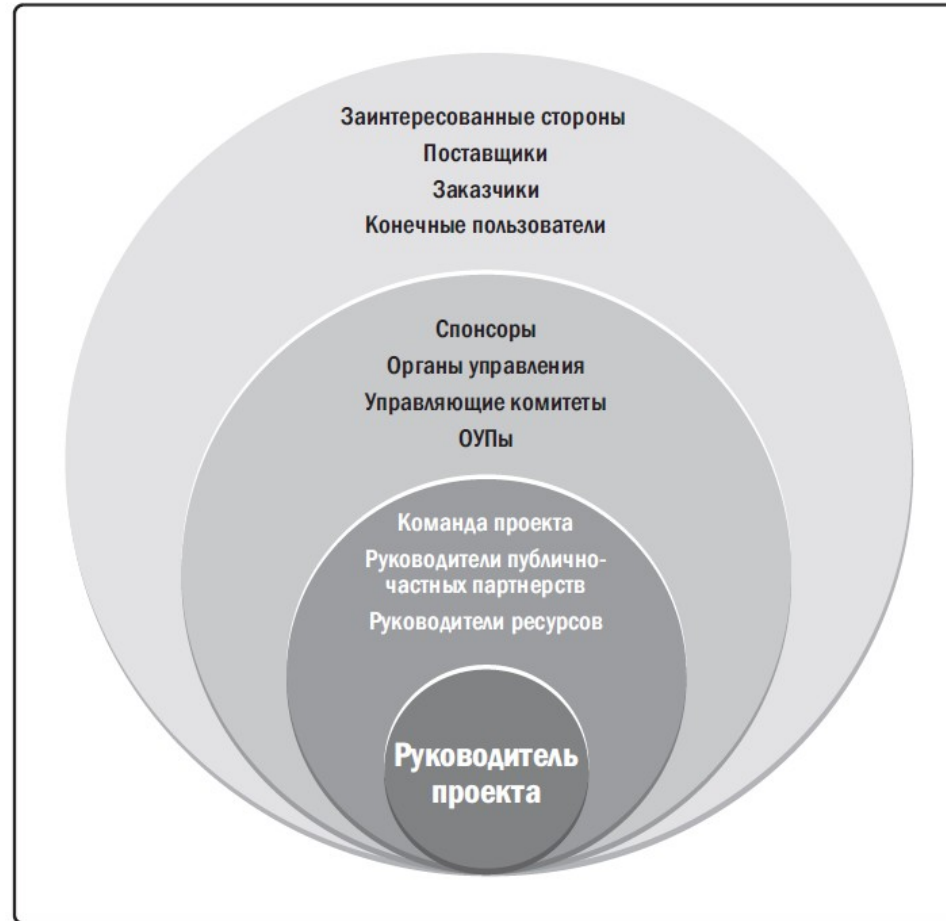 Заинтересованные стороны
Поставщики
Заказчики
Конечные пользователи
Спонсоры
Органы управления
Управляющие комитеты
ОУПы
Команда проекта
Руководители публично-
частных партнерств
Руководители ресурсов
Руководитель
проекта